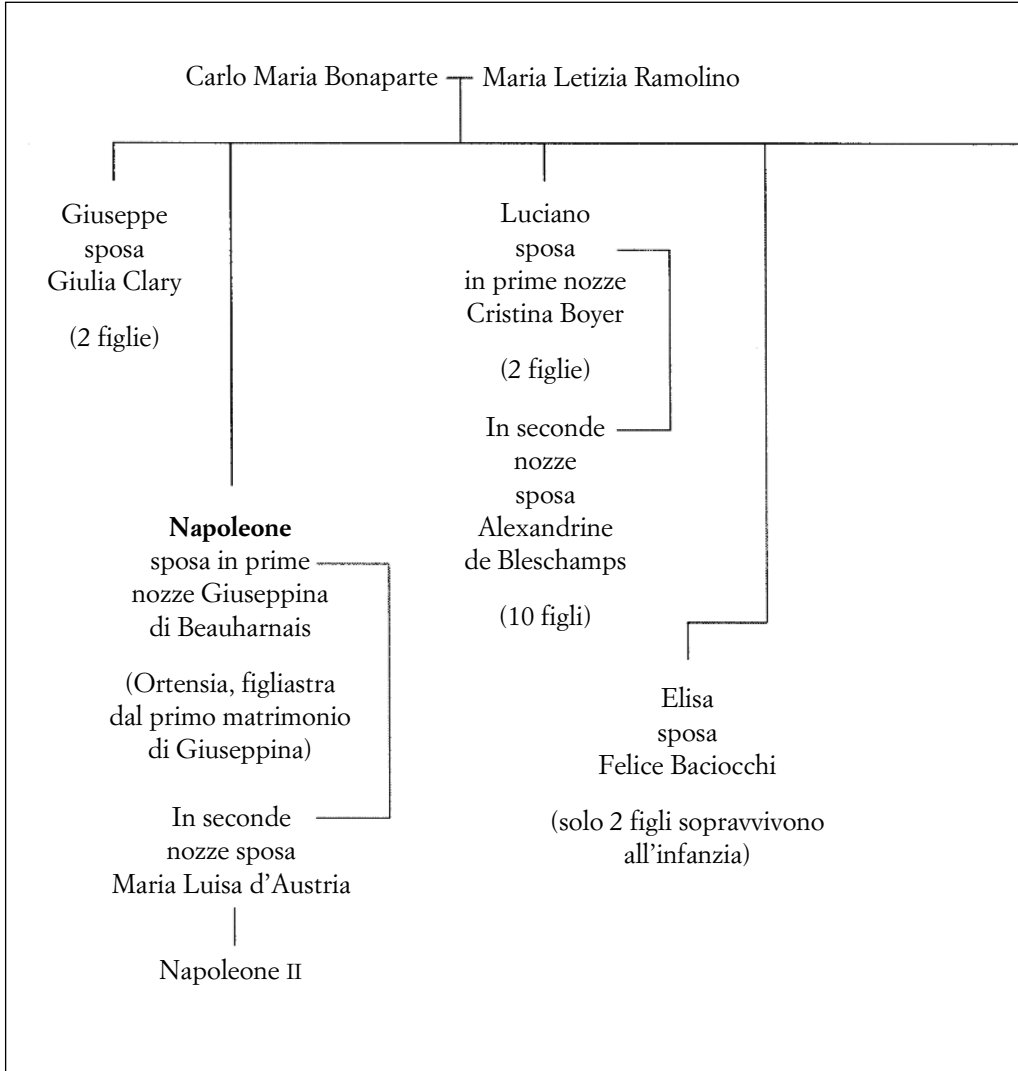 Carlo Maria Bonaparte
Maria Letizia Ramolino
Giuseppe
sposa
Giulia Clary
(2 figlie)
Napoleone
sposa in prime
nozze Giuseppina
di Beauharnais
(Ortensia, figliastra
dal primo matrimonio
di Giuseppina)
In seconde
nozze sposa
Maria Luisa d’Austria
Napoleone II
Luciano
sposa
in prime nozze
Cristina Boyer
(2 figlie)
In seconde
nozze
sposa
Alexandrine
de Bleschamps
(10 figli)
Elisa
sposa
Felice Baciocchi
(solo 2 figli sopravvivono
all’infanzia)